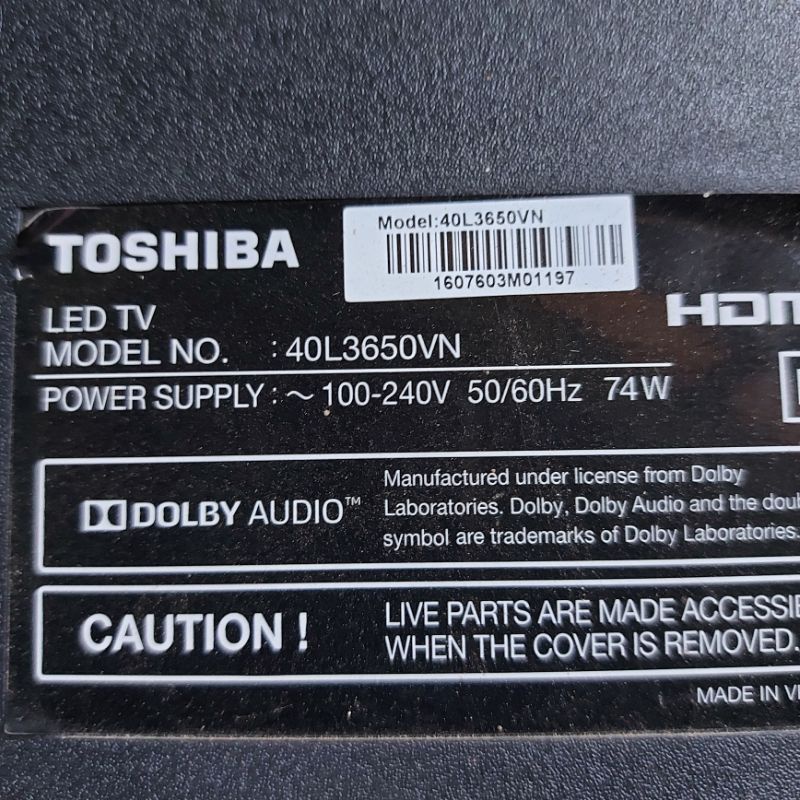 Model:40L3650VN
1607603M01197
TOSHIBA
LED TV
MODEL NO. : 40L3650VN
POWER SUPPLY : ~ 100-240V 50/60Hz 74W
DOLBY AUDIO™
Manufactured under license from Dolby
Laboratories. Dolby, Dolby Audio and the
symbol are trademarks of Dolby Laboratories.
CAUTION !
LIVE PARTS ARE MADE
WHEN THE COVER IS REMOVED.
MADE IN